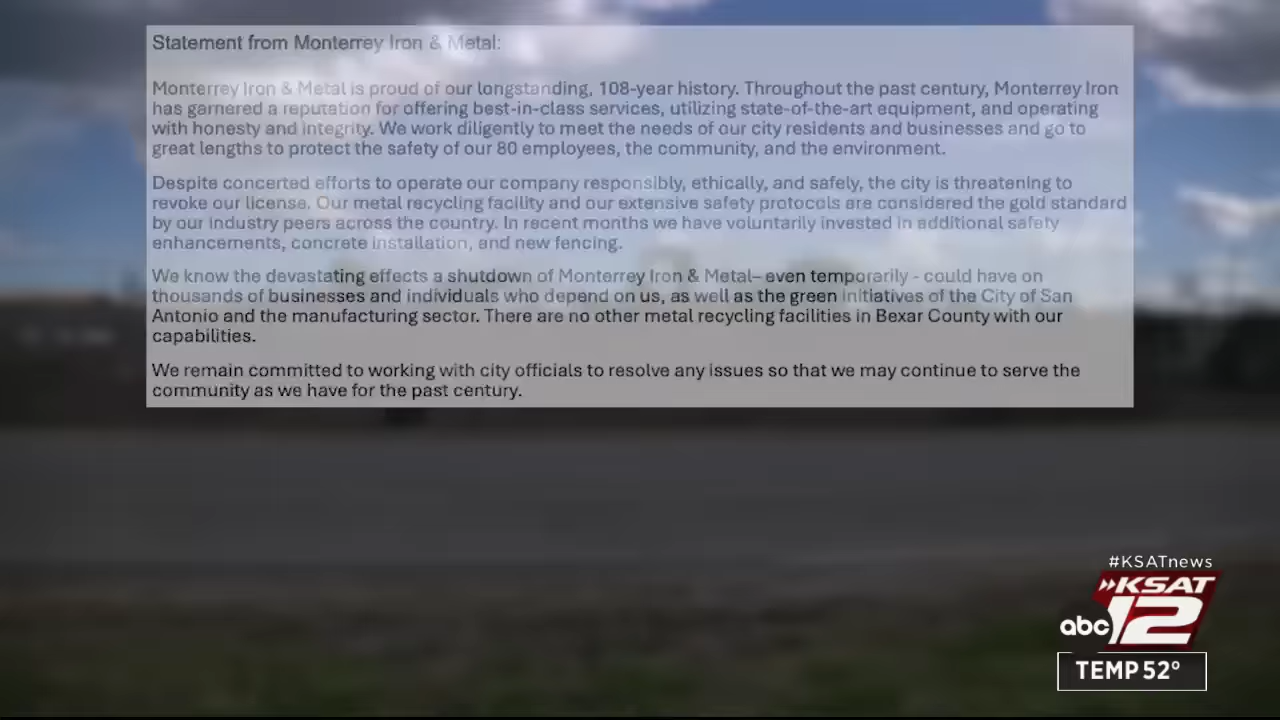 Statement from Monterrey Iron & Metal:
Monterrey Iron & Metal is proud of our longstanding, 108-year history. Throughout the past century, Monterrey Iron
has garnered a reputation for offering best-in-class services, utilizing state-of-the-art equipment, and operating
with honesty and integrity. We work diligently to meet the needs of our city residents and businesses and go to
great lengths to protect the safety of our 80 employees, the community, and the environment.
Despite concerted efforts to operate our company responsibly, ethically, and safely, the city is threatening to
revoke our license. Our metal recycling facility and our extensive safety protocols are considered the gold standard
by our industry peers across the country. In recent months we have voluntarily invested in additional safety
enhancements, concrete installation, and new fencing.
We know the devastating effects a shutdown of Monterrey Iron & Metal– even temporarily - could have on
thousands of businesses and individuals who depend on us, as well as the green initiatives of the City of San
Antonio and the manufacturing sector. There are no other metal recycling facilities in Bexar County with our
capabilities.
We remain committed to working with city officials to resolve any issues so that we may continue to serve the
community as we have for the past century.
#KSATnews
KSAT
abc 12
TEMP 52°